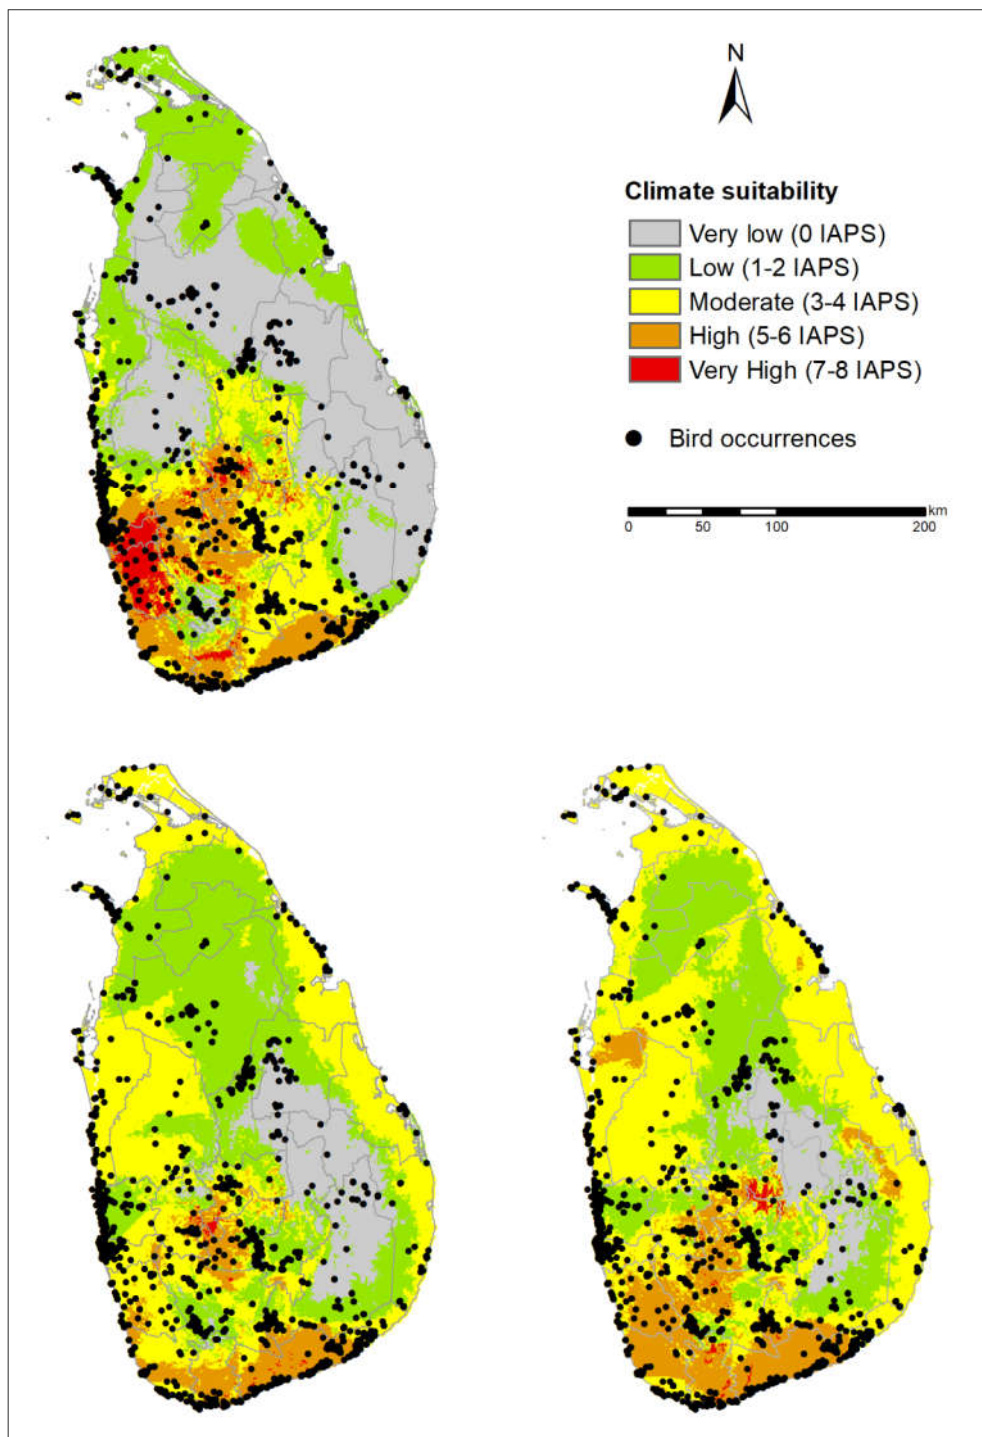 N
Climate suitability
Very low (0 IAPS)
Low (1-2 IAPS)
Moderate (3-4 IAPS)
High (5-6 IAPS)
Very High (7-8 IAPS)
Bird occurrences
km
0 50 100 200